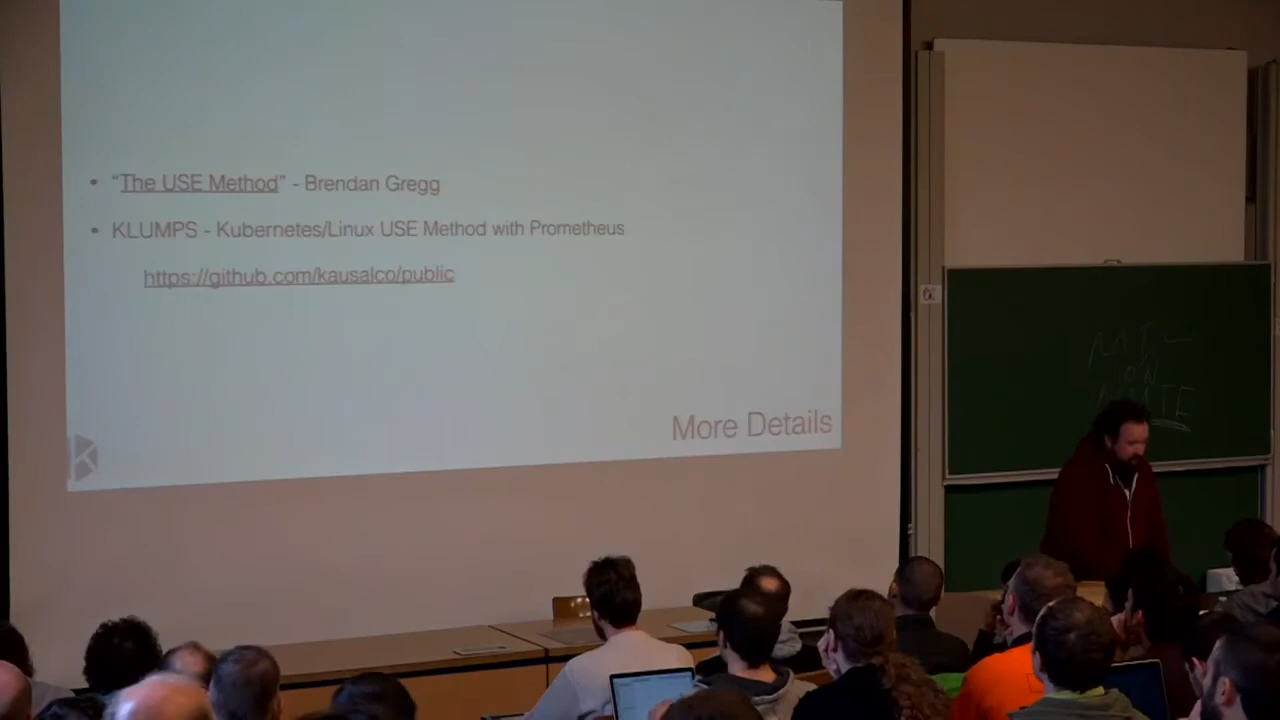 • “The USE Method” - Brendan Gregg
• KLUMPS - Kubernetes/Linux USE Method with Prometheus
https://github.com/kausalco/public
More Details